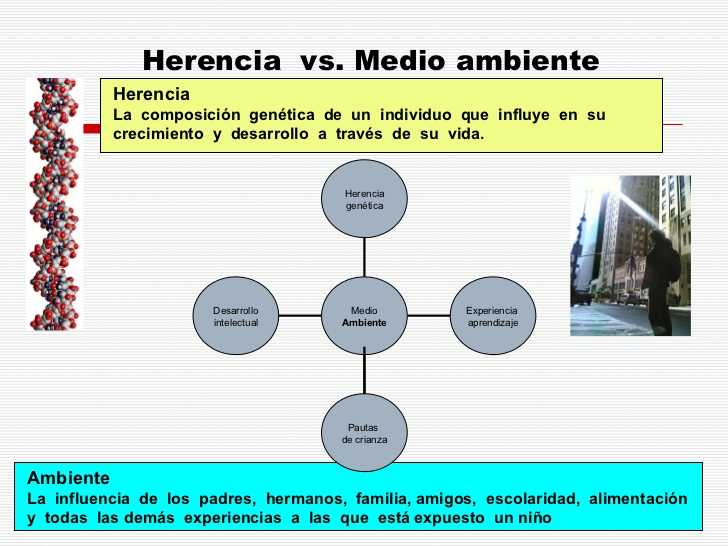 Herencia vs. Medio ambiente
Herencia
La composición genética de un individuo que influye en su
crecimiento y desarrollo a través de su vida.
Herencia
genética
Desarrollo
intelectual
Medio
Ambiente
Experiencia
aprendizaje
Pautas
de crianza
Ambiente
La influencia de los padres, hermanos, familia, amigos, escolaridad, alimentación
y todas las demás experiencias a las que está expuesto un niño